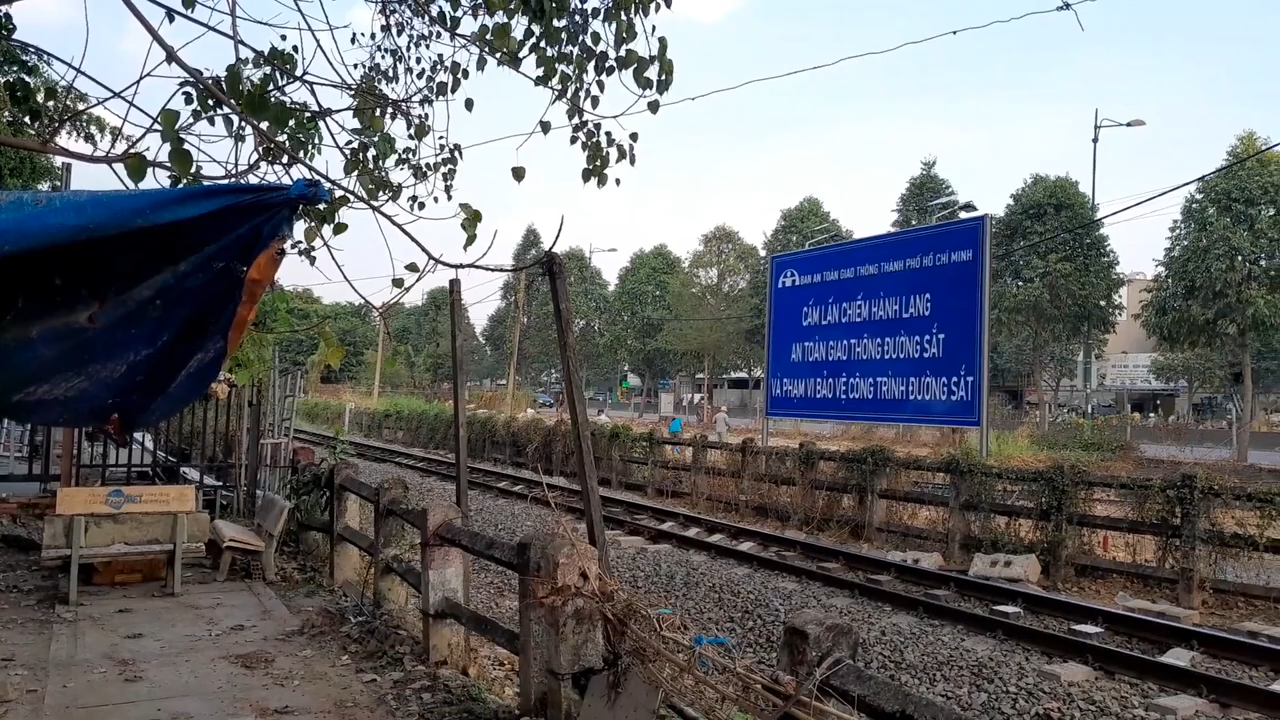 BAN AN TOÀN GIAO THÔNG THÀNH PHỐ HỒ CHÍ MINH
CẤM LẤN CHIẾM HÀNH LANG
AN TOÀN GIAO THÔNG ĐƯỜNG SẮT
VÀ PHẠM VI BẢO VỆ CÔNG TRÌNH ĐƯỜNG SẮT